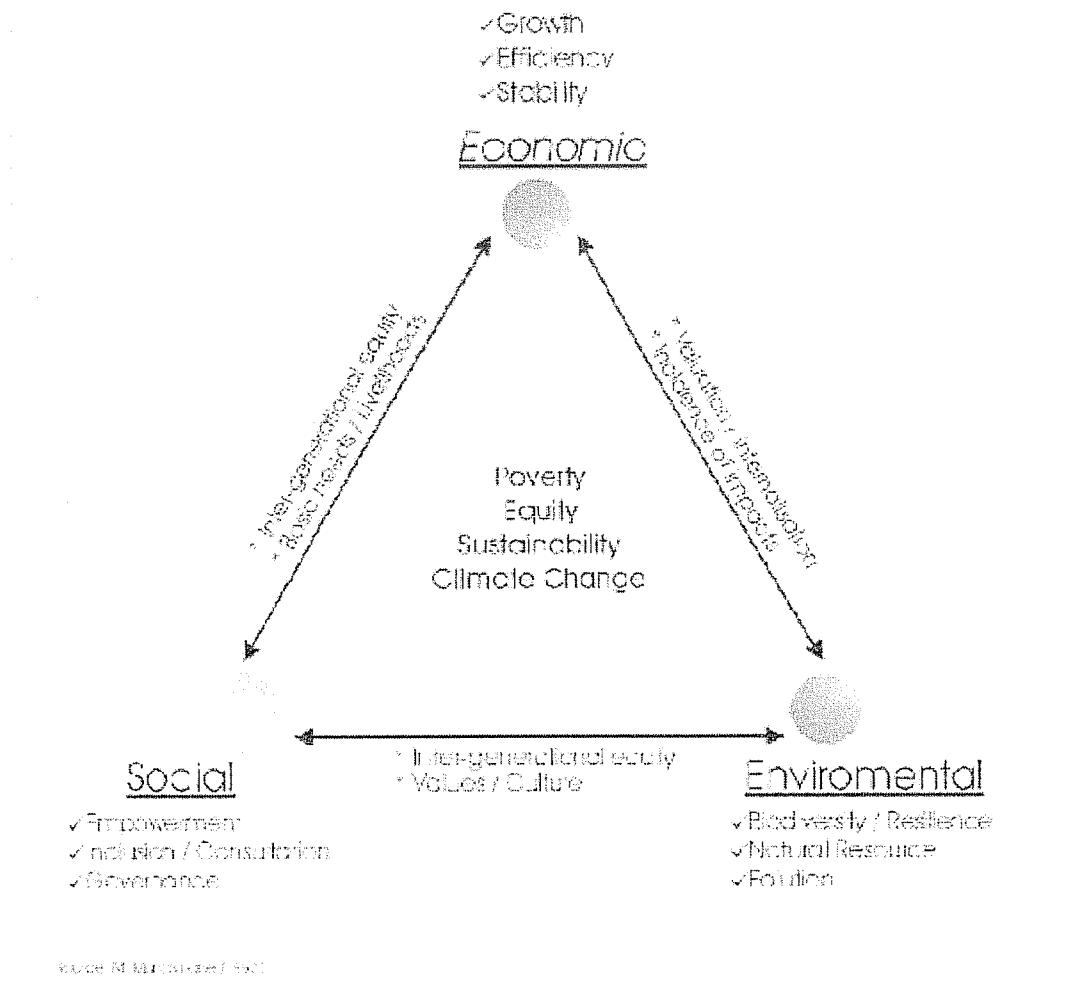 ✓Growth
✓Efficiency
✓Stability
Economic
* Inter-generational equity
* Basic needs / Livelihoods
* Valuation / Internalisation
* Incidence of impacts
Poverty
Equity
Sustainability
Climate Change
* Inter-generational equity
* Values / Culture
Social
✓Empowerment
✓Inclusion / Consultation
✓Governance
Enviromental
✓Biodiversity / Resilience
✓Natural Resource
✓Polution